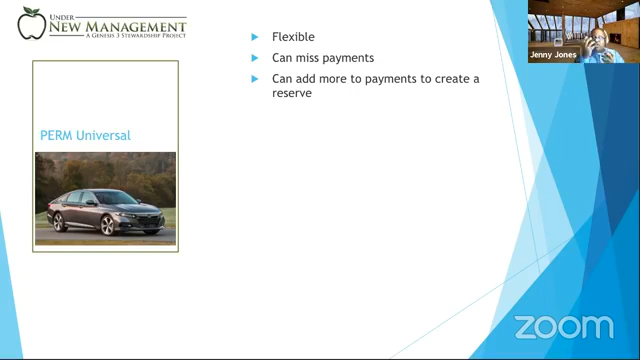 UNDER
NEW MANAGEMENT
A GENESIS 3 STEWARDSHIP PROJECT
Flexible
Can miss payments
Can add more to payments to create a
reserve
Jenny Jones
PERM Universal
zoom